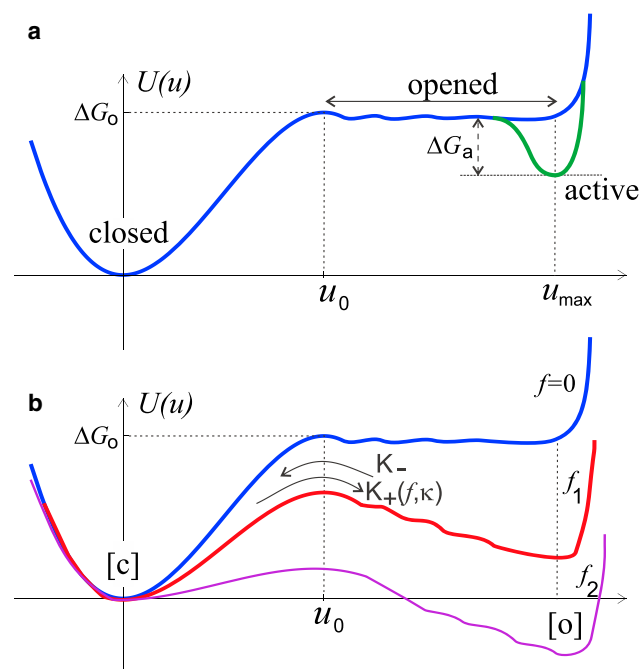 a
U(u)
ΔGₒ
opened
ΔGₐ
active
closed
u₀
uₘₐₓ
b
U(u)
f=0
ΔGₒ
K₋
K₊(f,κ)
f₁
[c]
f₂
u₀
[o]